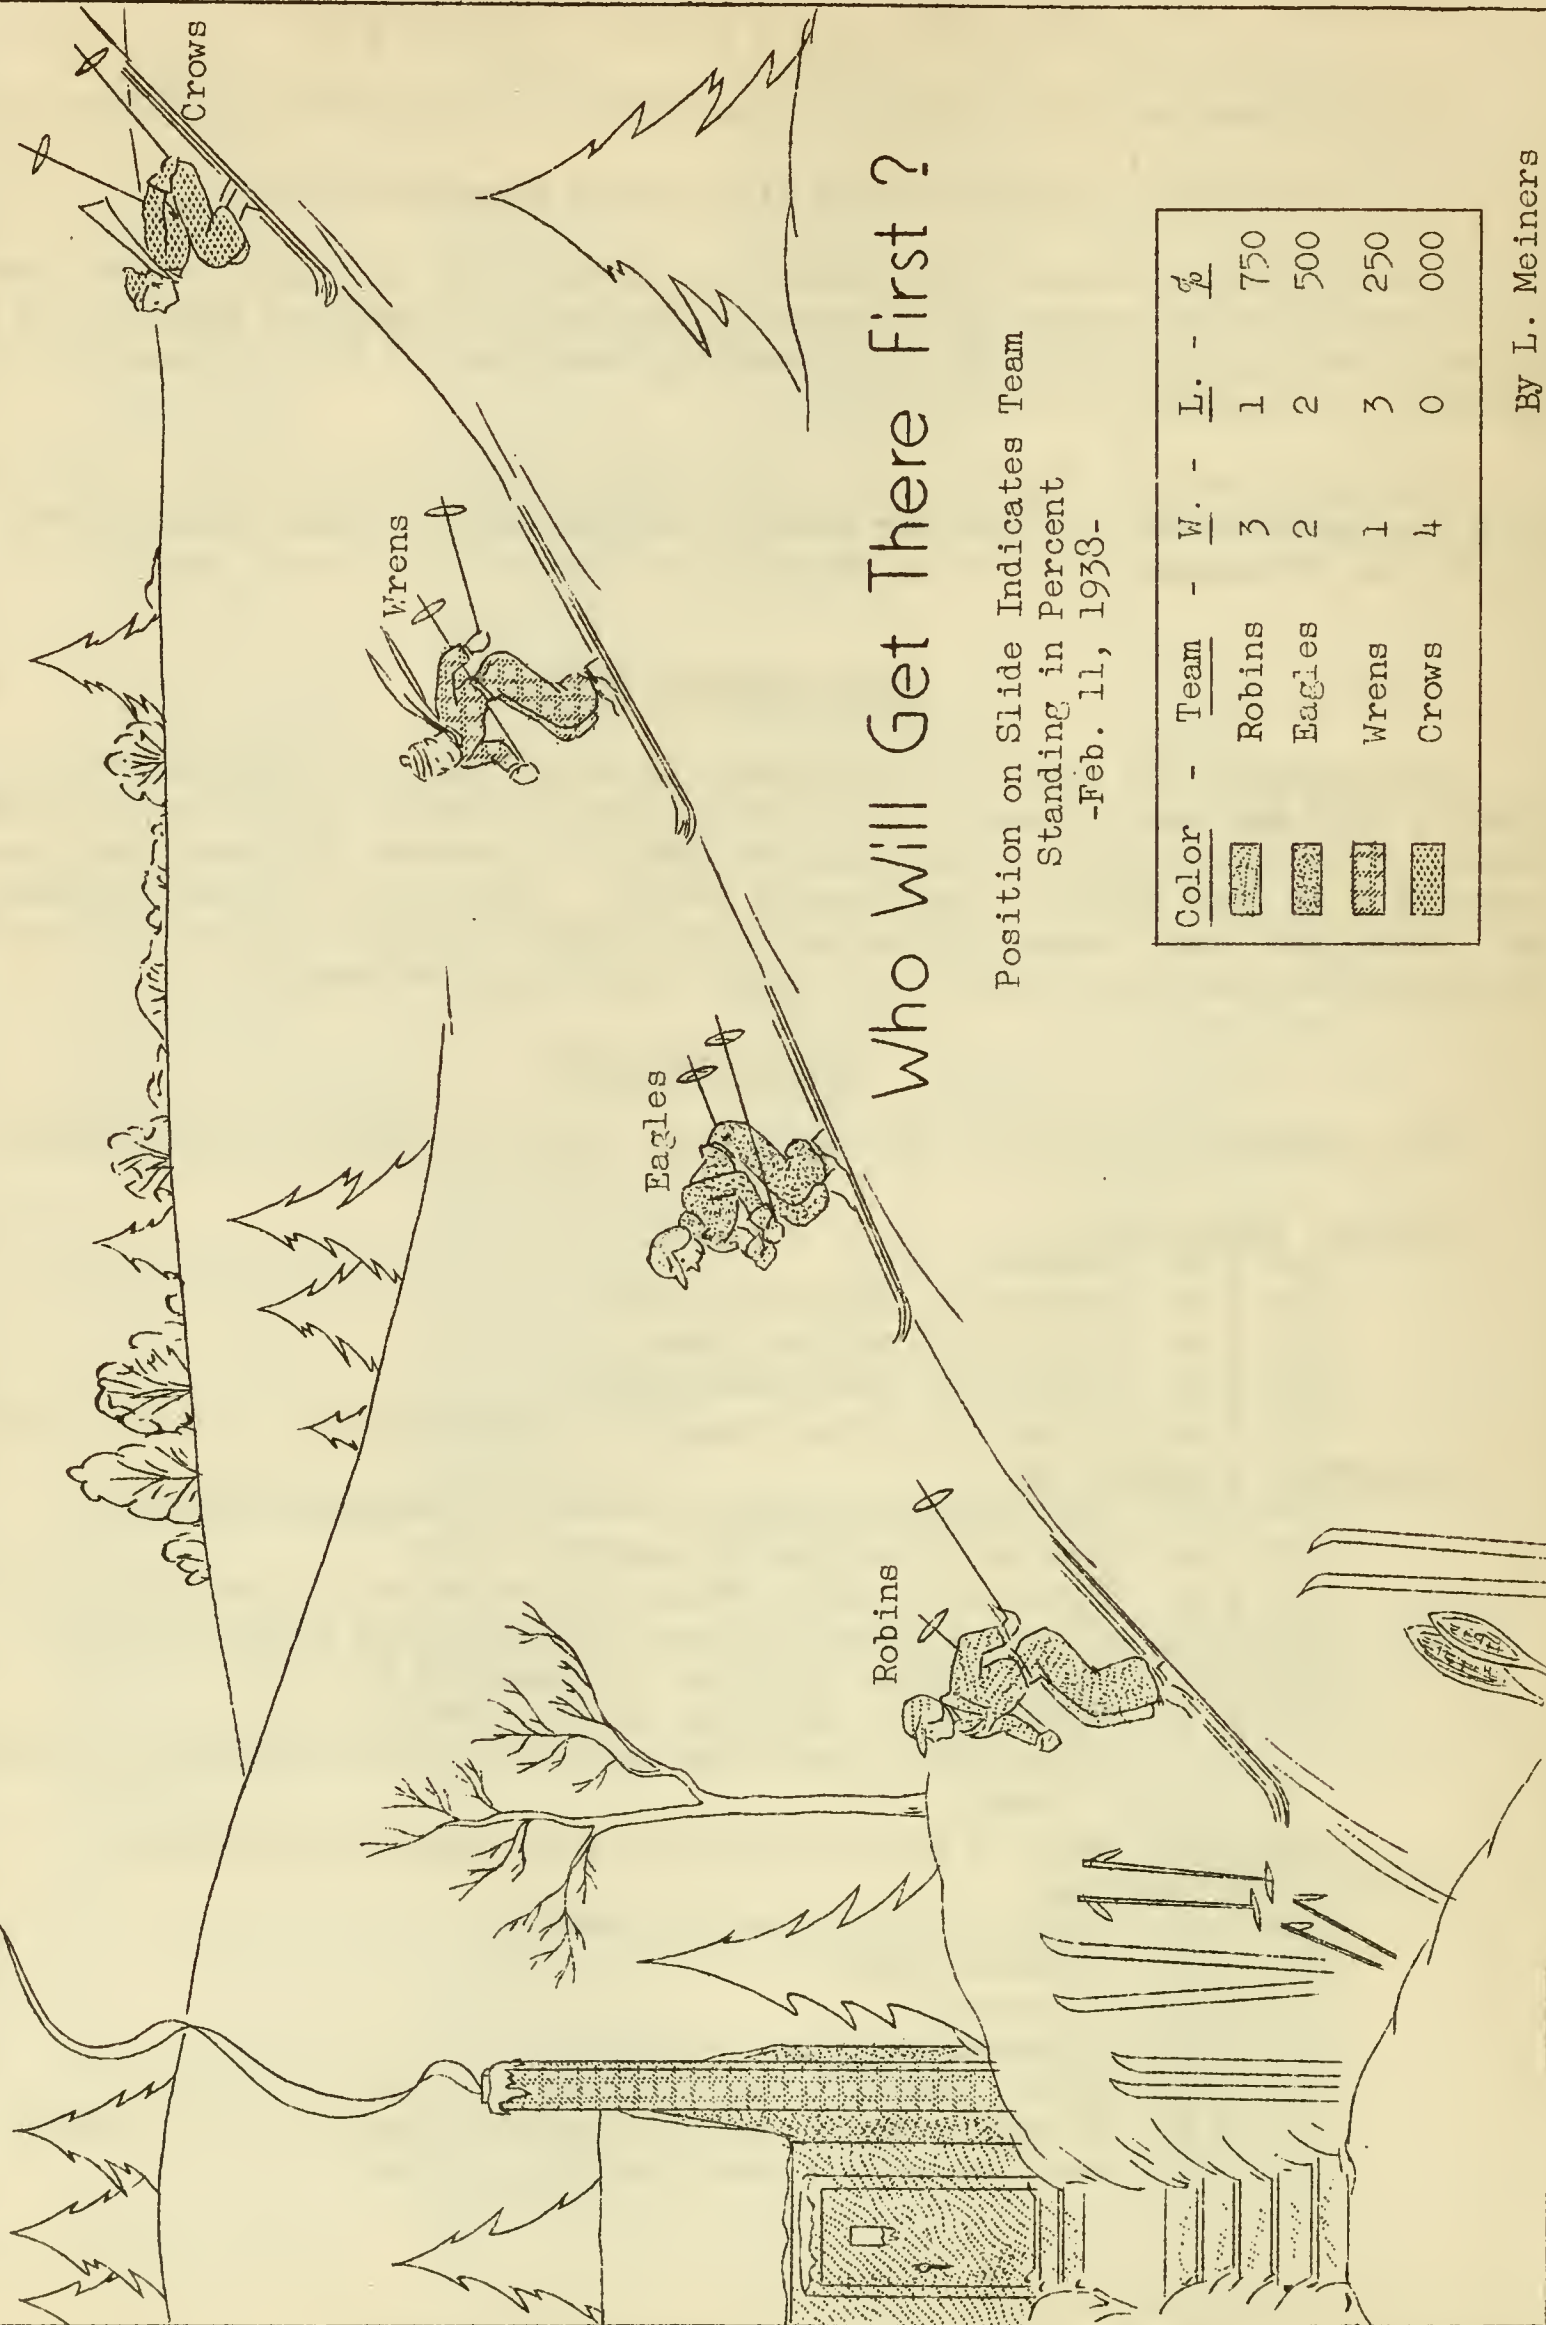 Crows
Wrens
Eagles
Robins
Who Will Get There First ?
Position on Slide Indicates Team
Standing in Percent
-Feb. 11, 1938-
Color - Team - W. - L. - %
Robins 3 1 750
Eagles 2 2 500
Wrens 1 3 250
Crows 4 0 000
By L. Meiners